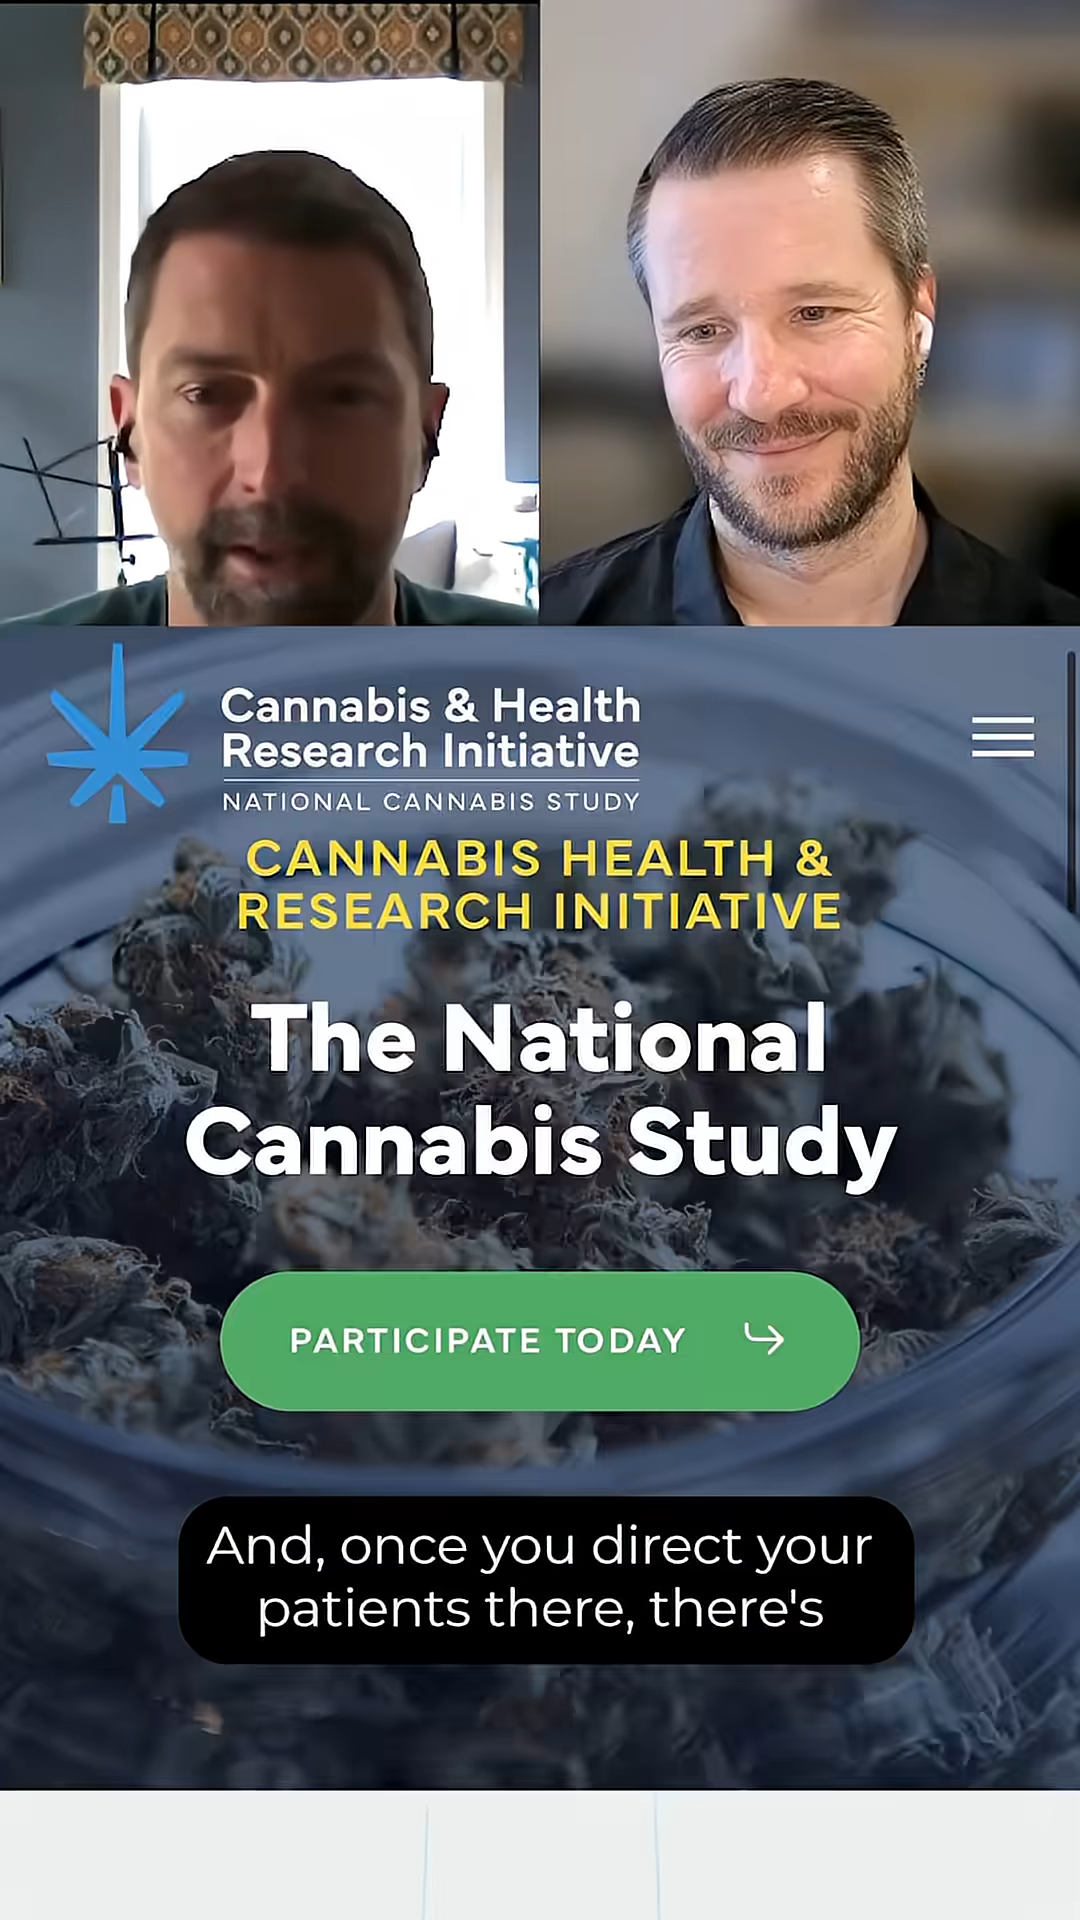 Cannabis & Health
Research Initiative
NATIONAL CANNABIS STUDY
CANNABIS HEALTH &
RESEARCH INITIATIVE
The National
Cannabis Study
PARTICIPATE TODAY
And, once you direct your
patients there, there's